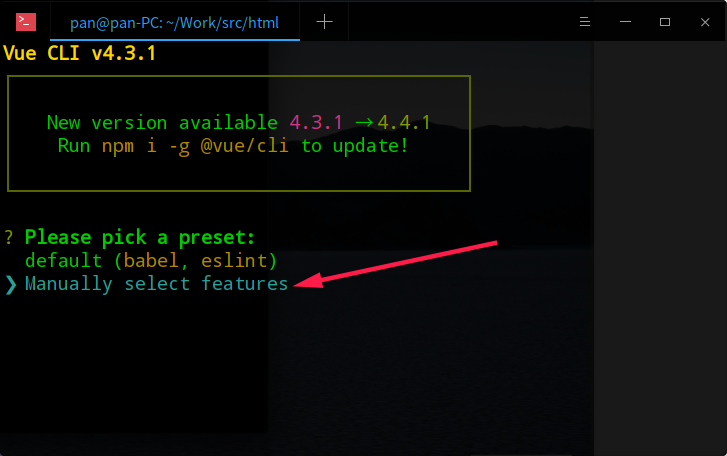 pan@pan-PC: ~/Work/src/html
Vue CLI v4.3.1
New version available 4.3.1 →4.4.1
Run npm i -g @vue/cli to update!
? Please pick a preset:
default (babel, eslint)
❯ Manually select features